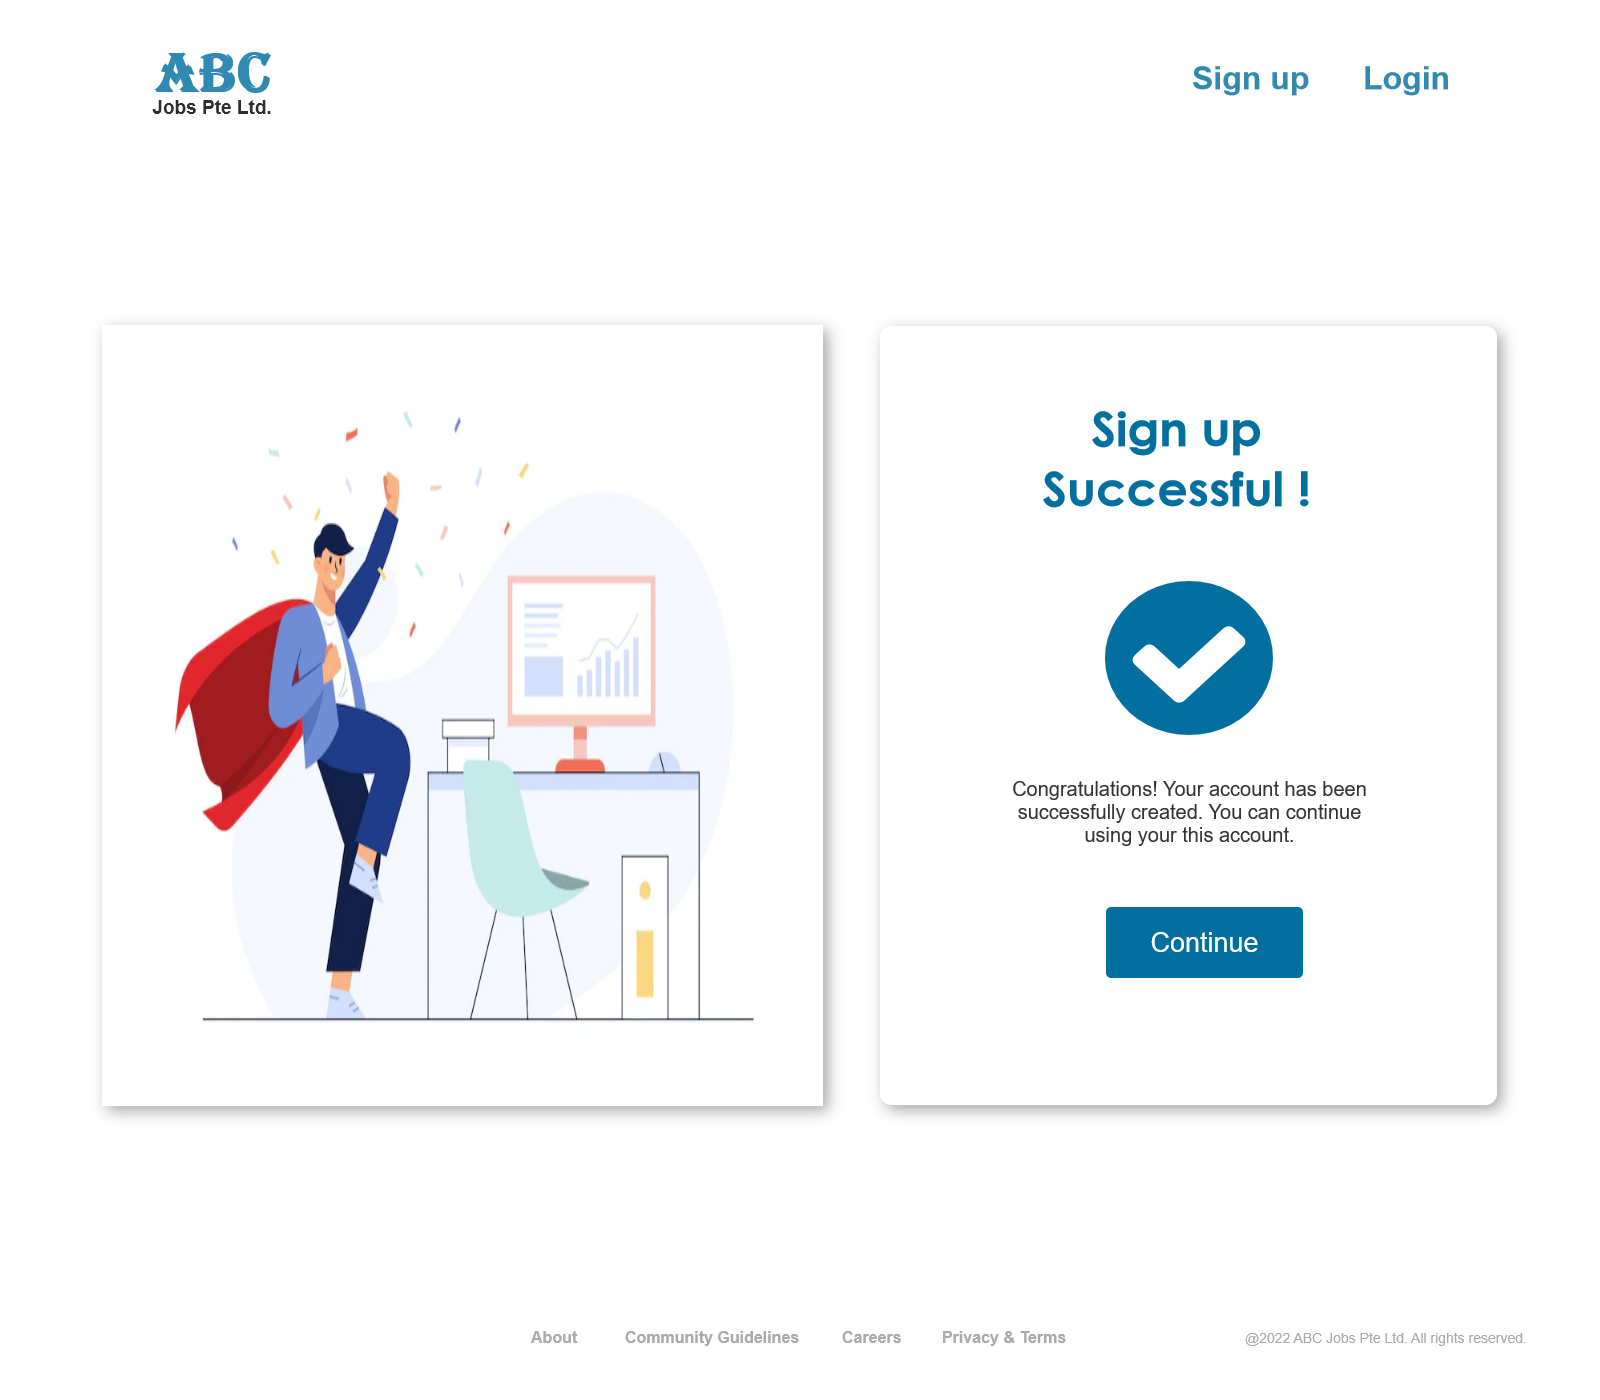 ABC
Jobs Pte Ltd.
Sign up
Login
Sign up
Successful !
Congratulations! Your account has been
successfully created. You can continue
using your this account.
Continue
About
Community Guidelines
Careers
Privacy & Terms
@2022 ABC Jobs Pte Ltd. All rights reserved.